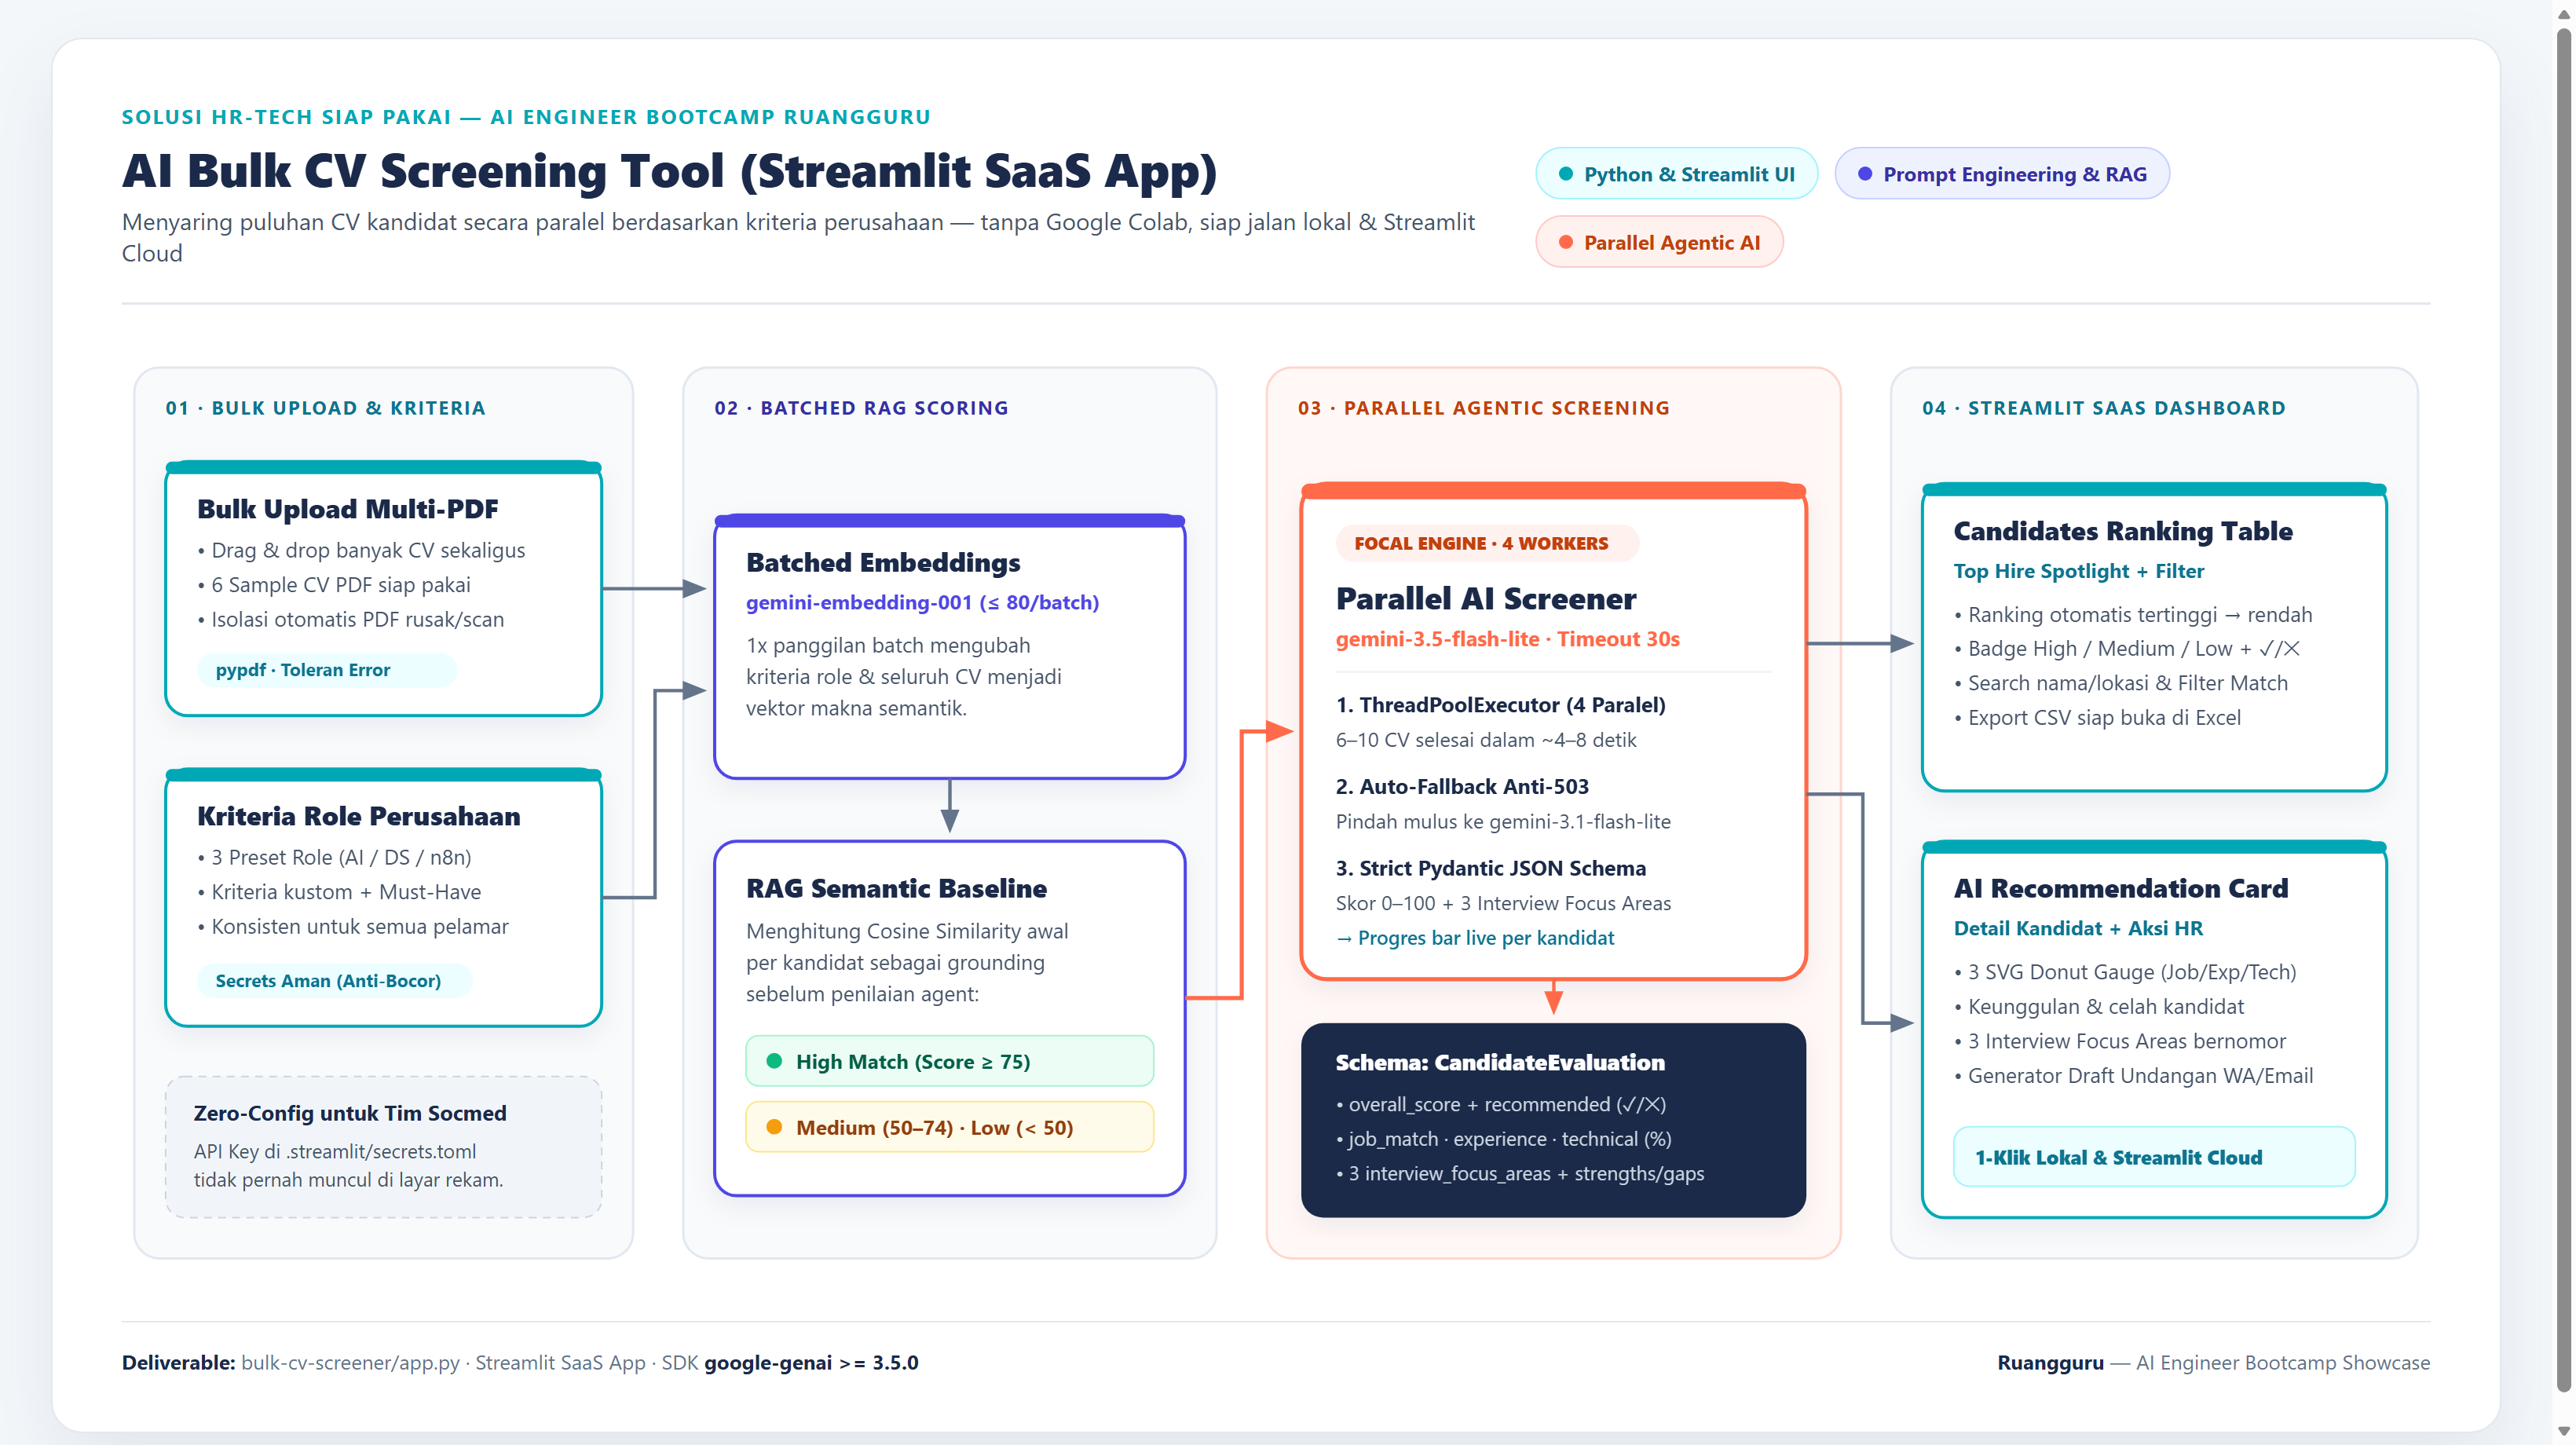 SOLUSI HR-TECH SIAP PAKAI — AI ENGINEER BOOTCAMP RUANGGURU
AI Bulk CV Screening Tool (Streamlit SaaS App)
Menyaring puluhan CV kandidat secara paralel berdasarkan kriteria perusahaan — tanpa Google Colab, siap jalan lokal & Streamlit
Cloud
Python & Streamlit UI
Prompt Engineering & RAG
Parallel Agentic AI
01 · BULK UPLOAD & KRITERIA
Bulk Upload Multi-PDF
• Drag & drop banyak CV sekaligus
• 6 Sample CV PDF siap pakai
• Isolasi otomatis PDF rusak/scan
pypdf · Toleran Error
Kriteria Role Perusahaan
• 3 Preset Role (AI / DS / n8n)
• Kriteria kustom + Must-Have
• Konsisten untuk semua pelamar
Secrets Aman (Anti-Bocor)
Zero-Config untuk Tim Socmed
API Key di .streamlit/secrets.toml
tidak pernah muncul di layar rekam.
02 · BATCHED RAG SCORING
Batched Embeddings
gemini-embedding-001 (≤ 80/batch)
1x panggilan batch mengubah
kriteria role & seluruh CV menjadi
vektor makna semantik.
RAG Semantic Baseline
Menghitung Cosine Similarity awal
per kandidat sebagai grounding
sebelum penilaian agent:
High Match (Score ≥ 75)
Medium (50–74) · Low (< 50)
03 · PARALLEL AGENTIC SCREENING
FOCAL ENGINE · 4 WORKERS
Parallel AI Screener
gemini-3.5-flash-lite · Timeout 30s
1. ThreadPoolExecutor (4 Paralel)
6–10 CV selesai dalam ~4–8 detik
2. Auto-Fallback Anti-503
Pindah mulus ke gemini-3.1-flash-lite
3. Strict Pydantic JSON Schema
Skor 0–100 + 3 Interview Focus Areas
→ Progres bar live per kandidat
Schema: CandidateEvaluation
• overall_score + recommended (✓/✕)
• job_match · experience · technical (%)
• 3 interview_focus_areas + strengths/gaps
04 · STREAMLIT SAAS DASHBOARD
Candidates Ranking Table
Top Hire Spotlight + Filter
• Ranking otomatis tertinggi → rendah
• Badge High / Medium / Low + ✓/✕
• Search nama/lokasi & Filter Match
• Export CSV siap buka di Excel
AI Recommendation Card
Detail Kandidat + Aksi HR
• 3 SVG Donut Gauge (Job/Exp/Tech)
• Keunggulan & celah kandidat
• 3 Interview Focus Areas bernomor
• Generator Draft Undangan WA/Email
1-Klik Lokal & Streamlit Cloud
Deliverable: bulk-cv-screener/app.py · Streamlit SaaS App · SDK google-genai >= 3.5.0
Ruangguru — AI Engineer Bootcamp Showcase